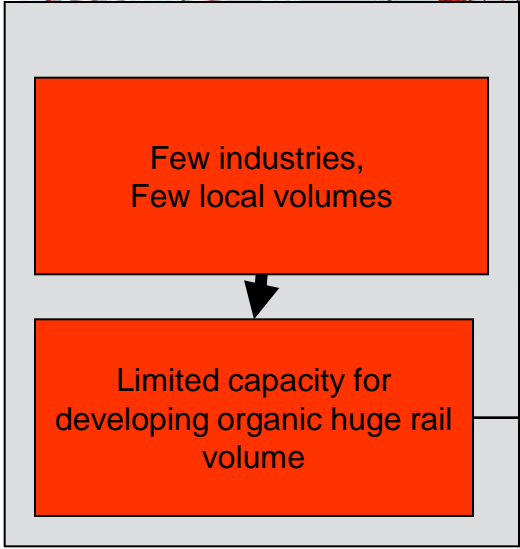 Few industries,
Few local volumes
Limited capacity for
developing organic huge rail
volume